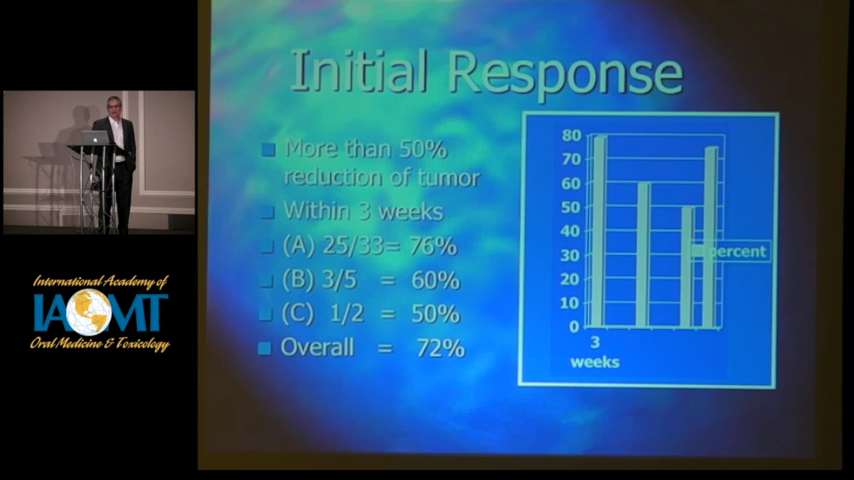 Initial Response
More than 50%
reduction of tumor
Within 3 weeks
(A) 25/33= 76%
(B) 3/5 = 60%
(C) 1/2 = 50%
Overall = 72%
80
70
60
50
40
30
20
10
0
percent
3
weeks
International Academy of
IAOMT
Oral Medicine & Toxicology